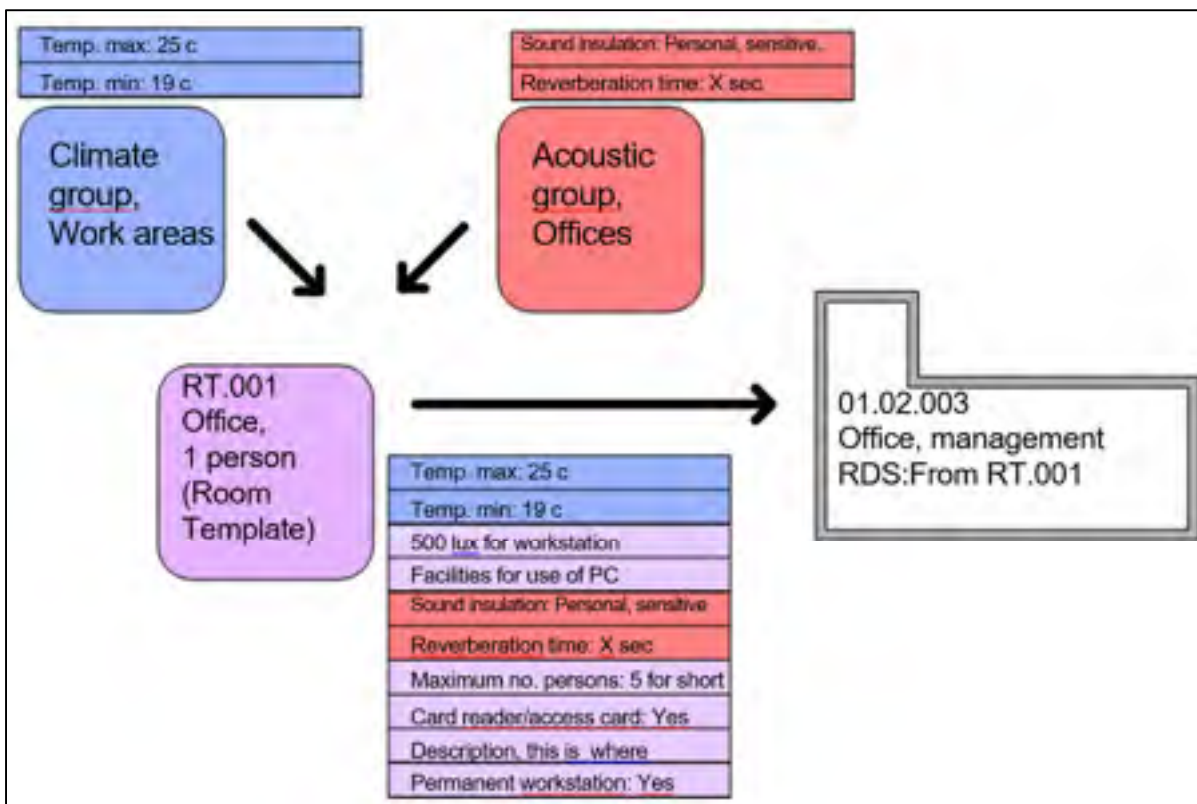 Temp. max: 25 c
Temp. min: 19 c
Climate
group,
Work areas
Sound insulation: Personal, sensitive..
Reverberation time: X sec
Acoustic
group,
Offices
RT.001
Office,
1 person
(Room
Template)
Temp. max: 25 c
Temp. min: 19 c
500 lux for workstation
Facilities for use of PC
Sound insulation: Personal, sensitive
Reverberation time: X sec
Maximum no. persons: 5 for short
Card reader/access card: Yes
Description, this is where
Permanent workstation: Yes
01.02.003
Office, management
RDS:From RT.001